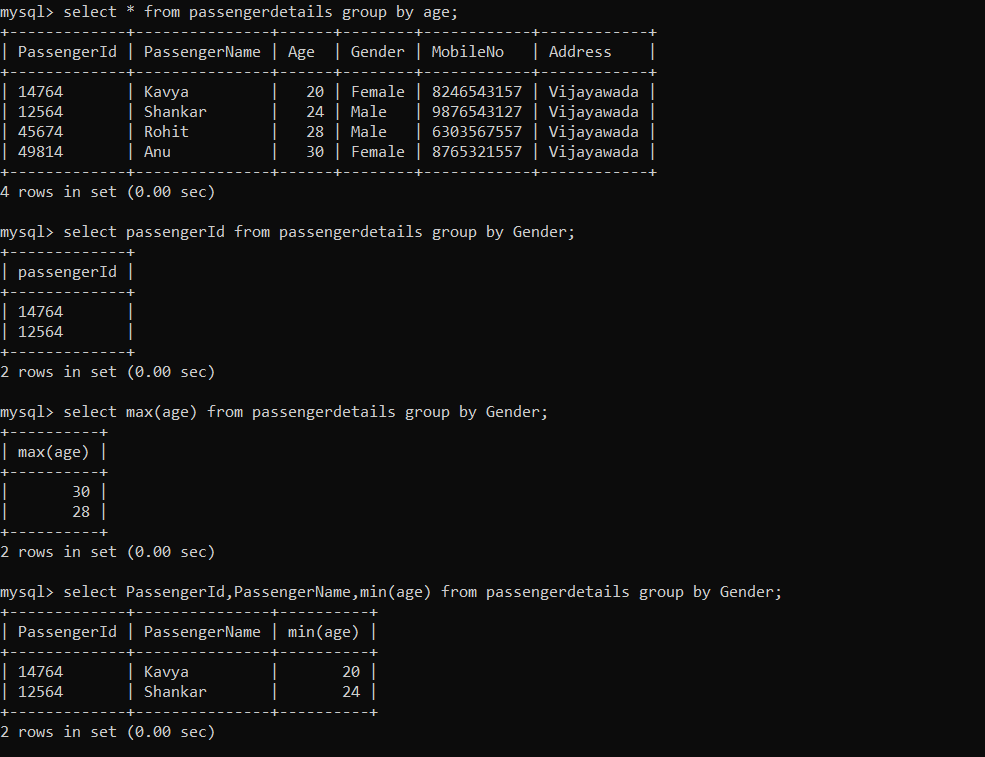 mysql> select * from passengerdetails group by age;
+-------------+---------------+------+--------+------------+------------+
| PassengerId | PassengerName | Age  | Gender | MobileNo   | Address    |
+-------------+---------------+------+--------+------------+------------+
| 14764       | Kavya         |   20 | Female | 8246543157 | Vijayawada |
| 12564       | Shankar       |   24 | Male   | 9876543127 | Vijayawada |
| 45674       | Rohit         |   28 | Male   | 6303567557 | Vijayawada |
| 49814       | Anu           |   30 | Female | 8765321557 | Vijayawada |
+-------------+---------------+------+--------+------------+------------+
4 rows in set (0.00 sec)
mysql> select passengerId from passengerdetails group by Gender;
+-------------+
| passengerId |
+-------------+
| 14764       |
| 12564       |
+-------------+
2 rows in set (0.00 sec)
mysql> select max(age) from passengerdetails group by Gender;
+----------+
| max(age) |
+----------+
|       30 |
|       28 |
+----------+
2 rows in set (0.00 sec)
mysql> select PassengerId,PassengerName,min(age) from passengerdetails group by Gender;
+-------------+---------------+----------+
| PassengerId | PassengerName | min(age) |
+-------------+---------------+----------+
| 14764       | Kavya         |       20 |
| 12564       | Shankar       |       24 |
+-------------+---------------+----------+
2 rows in set (0.00 sec)